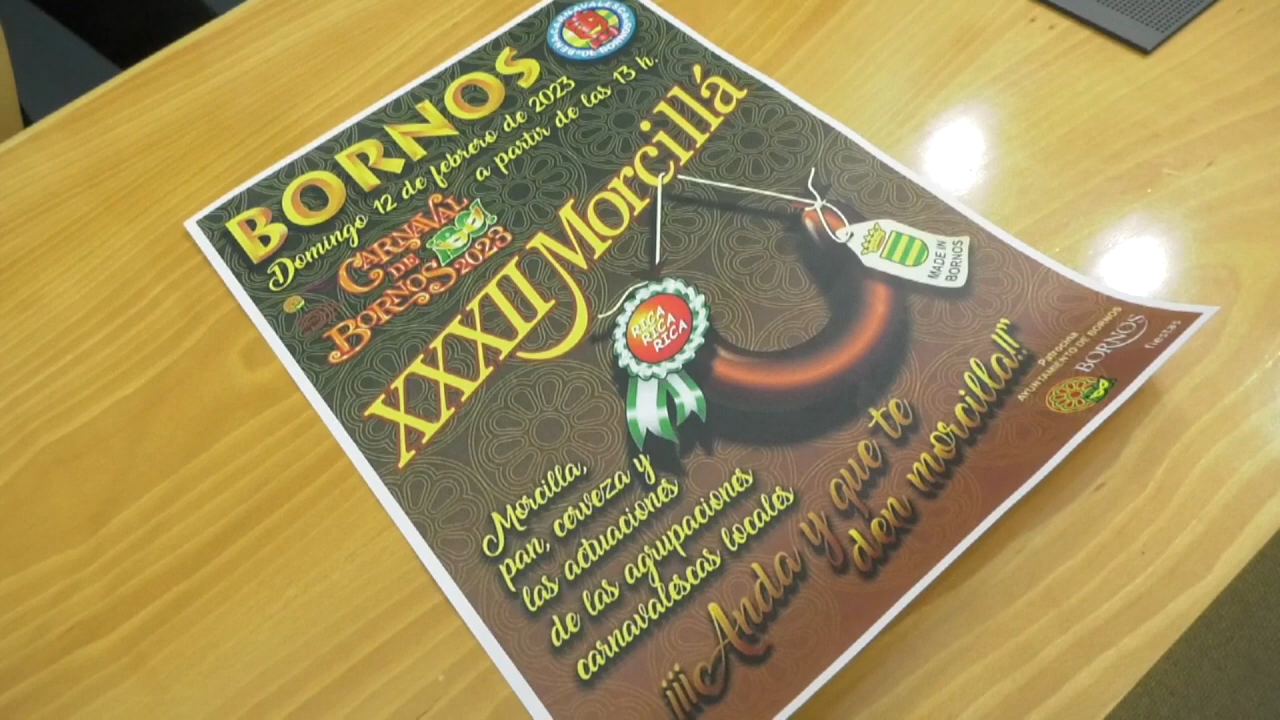 BORNOS
Domingo 12 de febrero de 2023
a partir de las 13 h.
CARNAVAL
DE
BORNOS 2023
XXXII Morcillá
MADE IN
BORNOS
RICA
RICA
RICA
Morcilla,
pan, cerveza y
las actuaciones
de las agrupaciones
carnavalescas locales
¡¡¡Anda y que te
den morcilla!!"
Patrocina
AYUNTAMIENTO DE BORNOS
BORNOS
fiestas